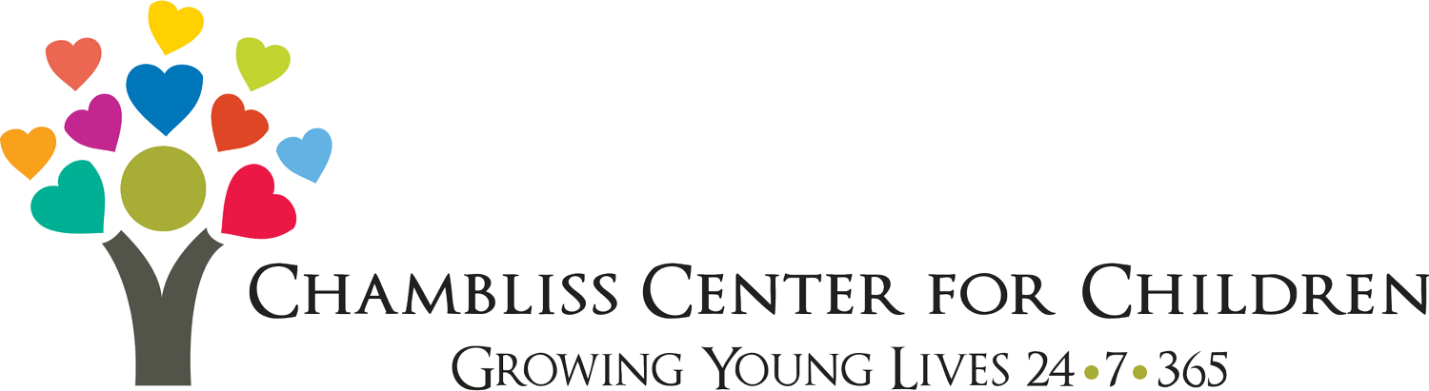 Chambliss Center for Children
Growing Young Lives 24•7•365